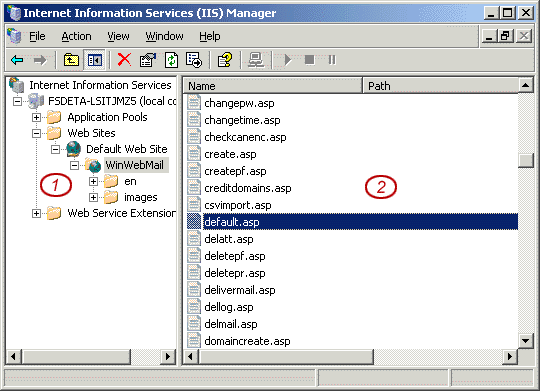 Internet Information Services (IIS) Manager
File Action View Window Help
Internet Information Services
FSDETA-LSITJMZ5 (local co
Application Pools
Web Sites
Default Web Site
WinWebMail
en
images
Web Service Extension
1
Name Path
changepw.asp
changetime.asp
checkcanenc.asp
create.asp
createpf.asp
creditdomains.asp
csvimport.asp
default.asp
delatt.asp
deletepf.asp
deletepr.asp
delivermail.asp
dellog.asp
delmail.asp
domaincreate.asp
2